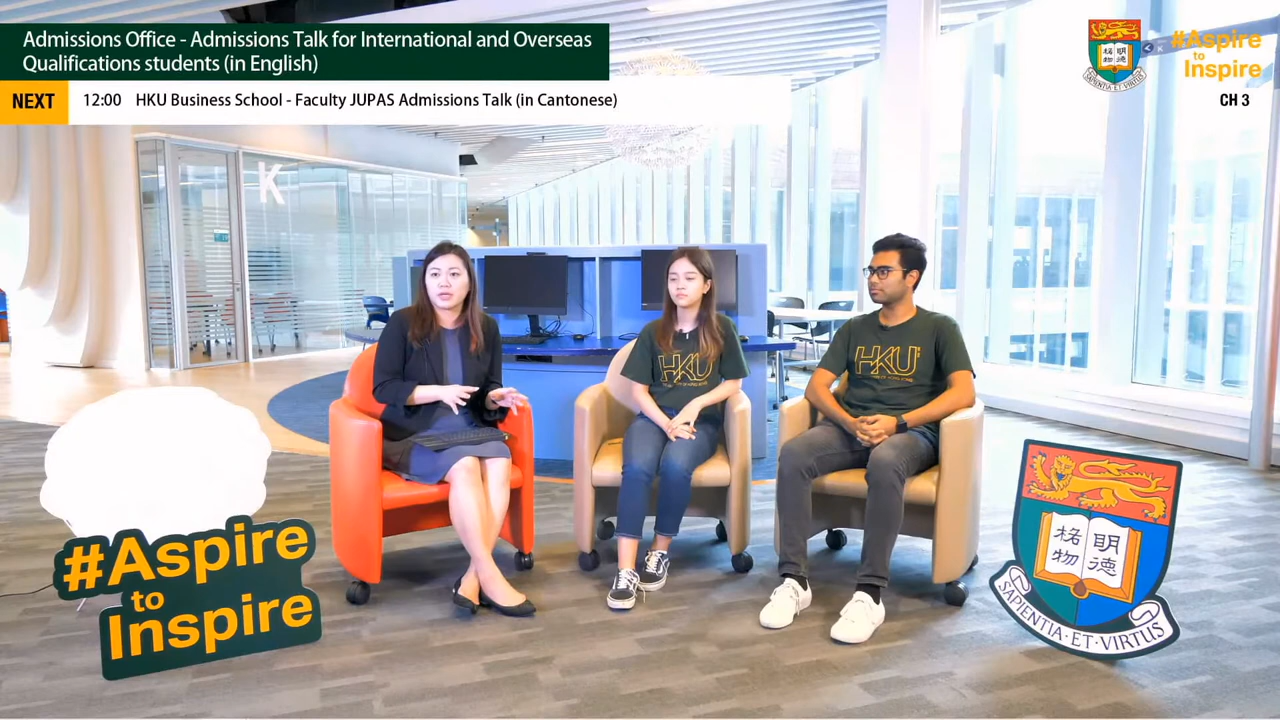 Admissions Office - Admissions Talk for International and Overseas
Qualifications students (in English)
NEXT 12:00 HKU Business School - Faculty JUPAS Admissions Talk (in Cantonese)
#Aspire
to
Inspire
CH 3
明德
格物
SAPIENTIA·ET·VIRTUS
K
HKU
HKU
#Aspire
to
Inspire
明德
格物
SAPIENTIA·ET·VIRTUS